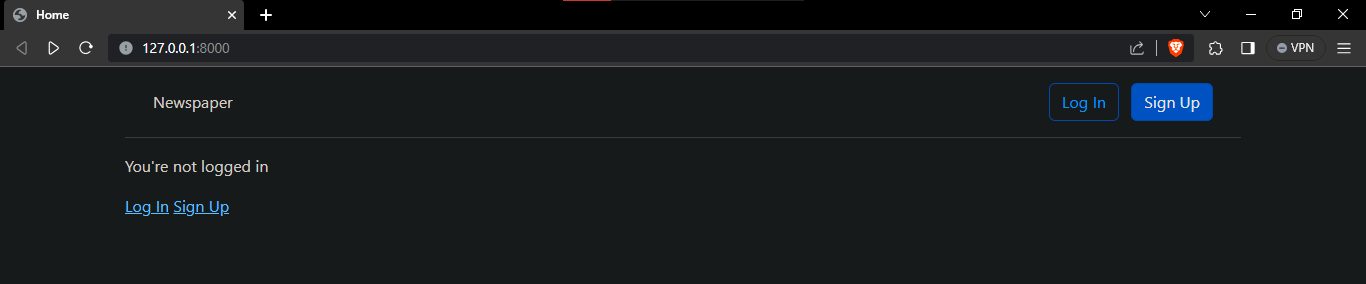 Home
127.0.0.1:8000
VPN
Newspaper
Log In
Sign Up
You're not logged in
Log In Sign Up